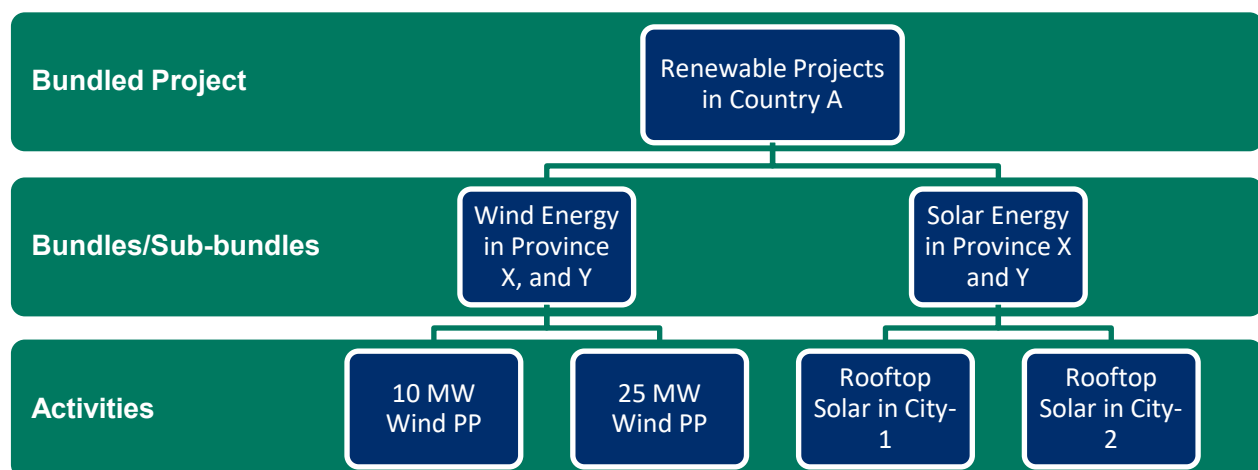 Bundled Project
Renewable Projects
in Country A
Bundles/Sub-bundles
Wind Energy
in Province
X, and Y
Solar Energy
in Province X
and Y
Activities
10 MW
Wind PP
25 MW
Wind PP
Rooftop
Solar in City-
1
Rooftop
Solar in City-
2